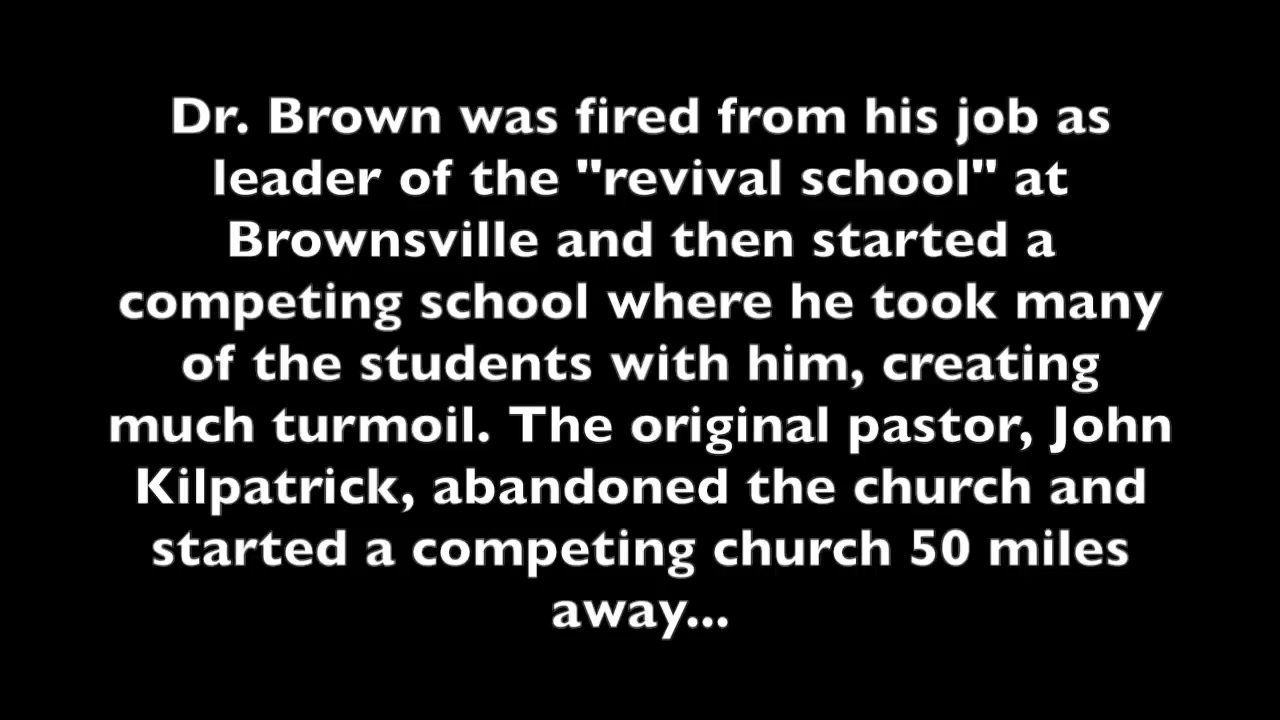 Dr. Brown was fired from his job as
leader of the "revival school" at
Brownsville and then started a
competing school where he took many
of the students with him, creating
much turmoil. The original pastor, John
Kilpatrick, abandoned the church and
started a competing church 50 miles
away...